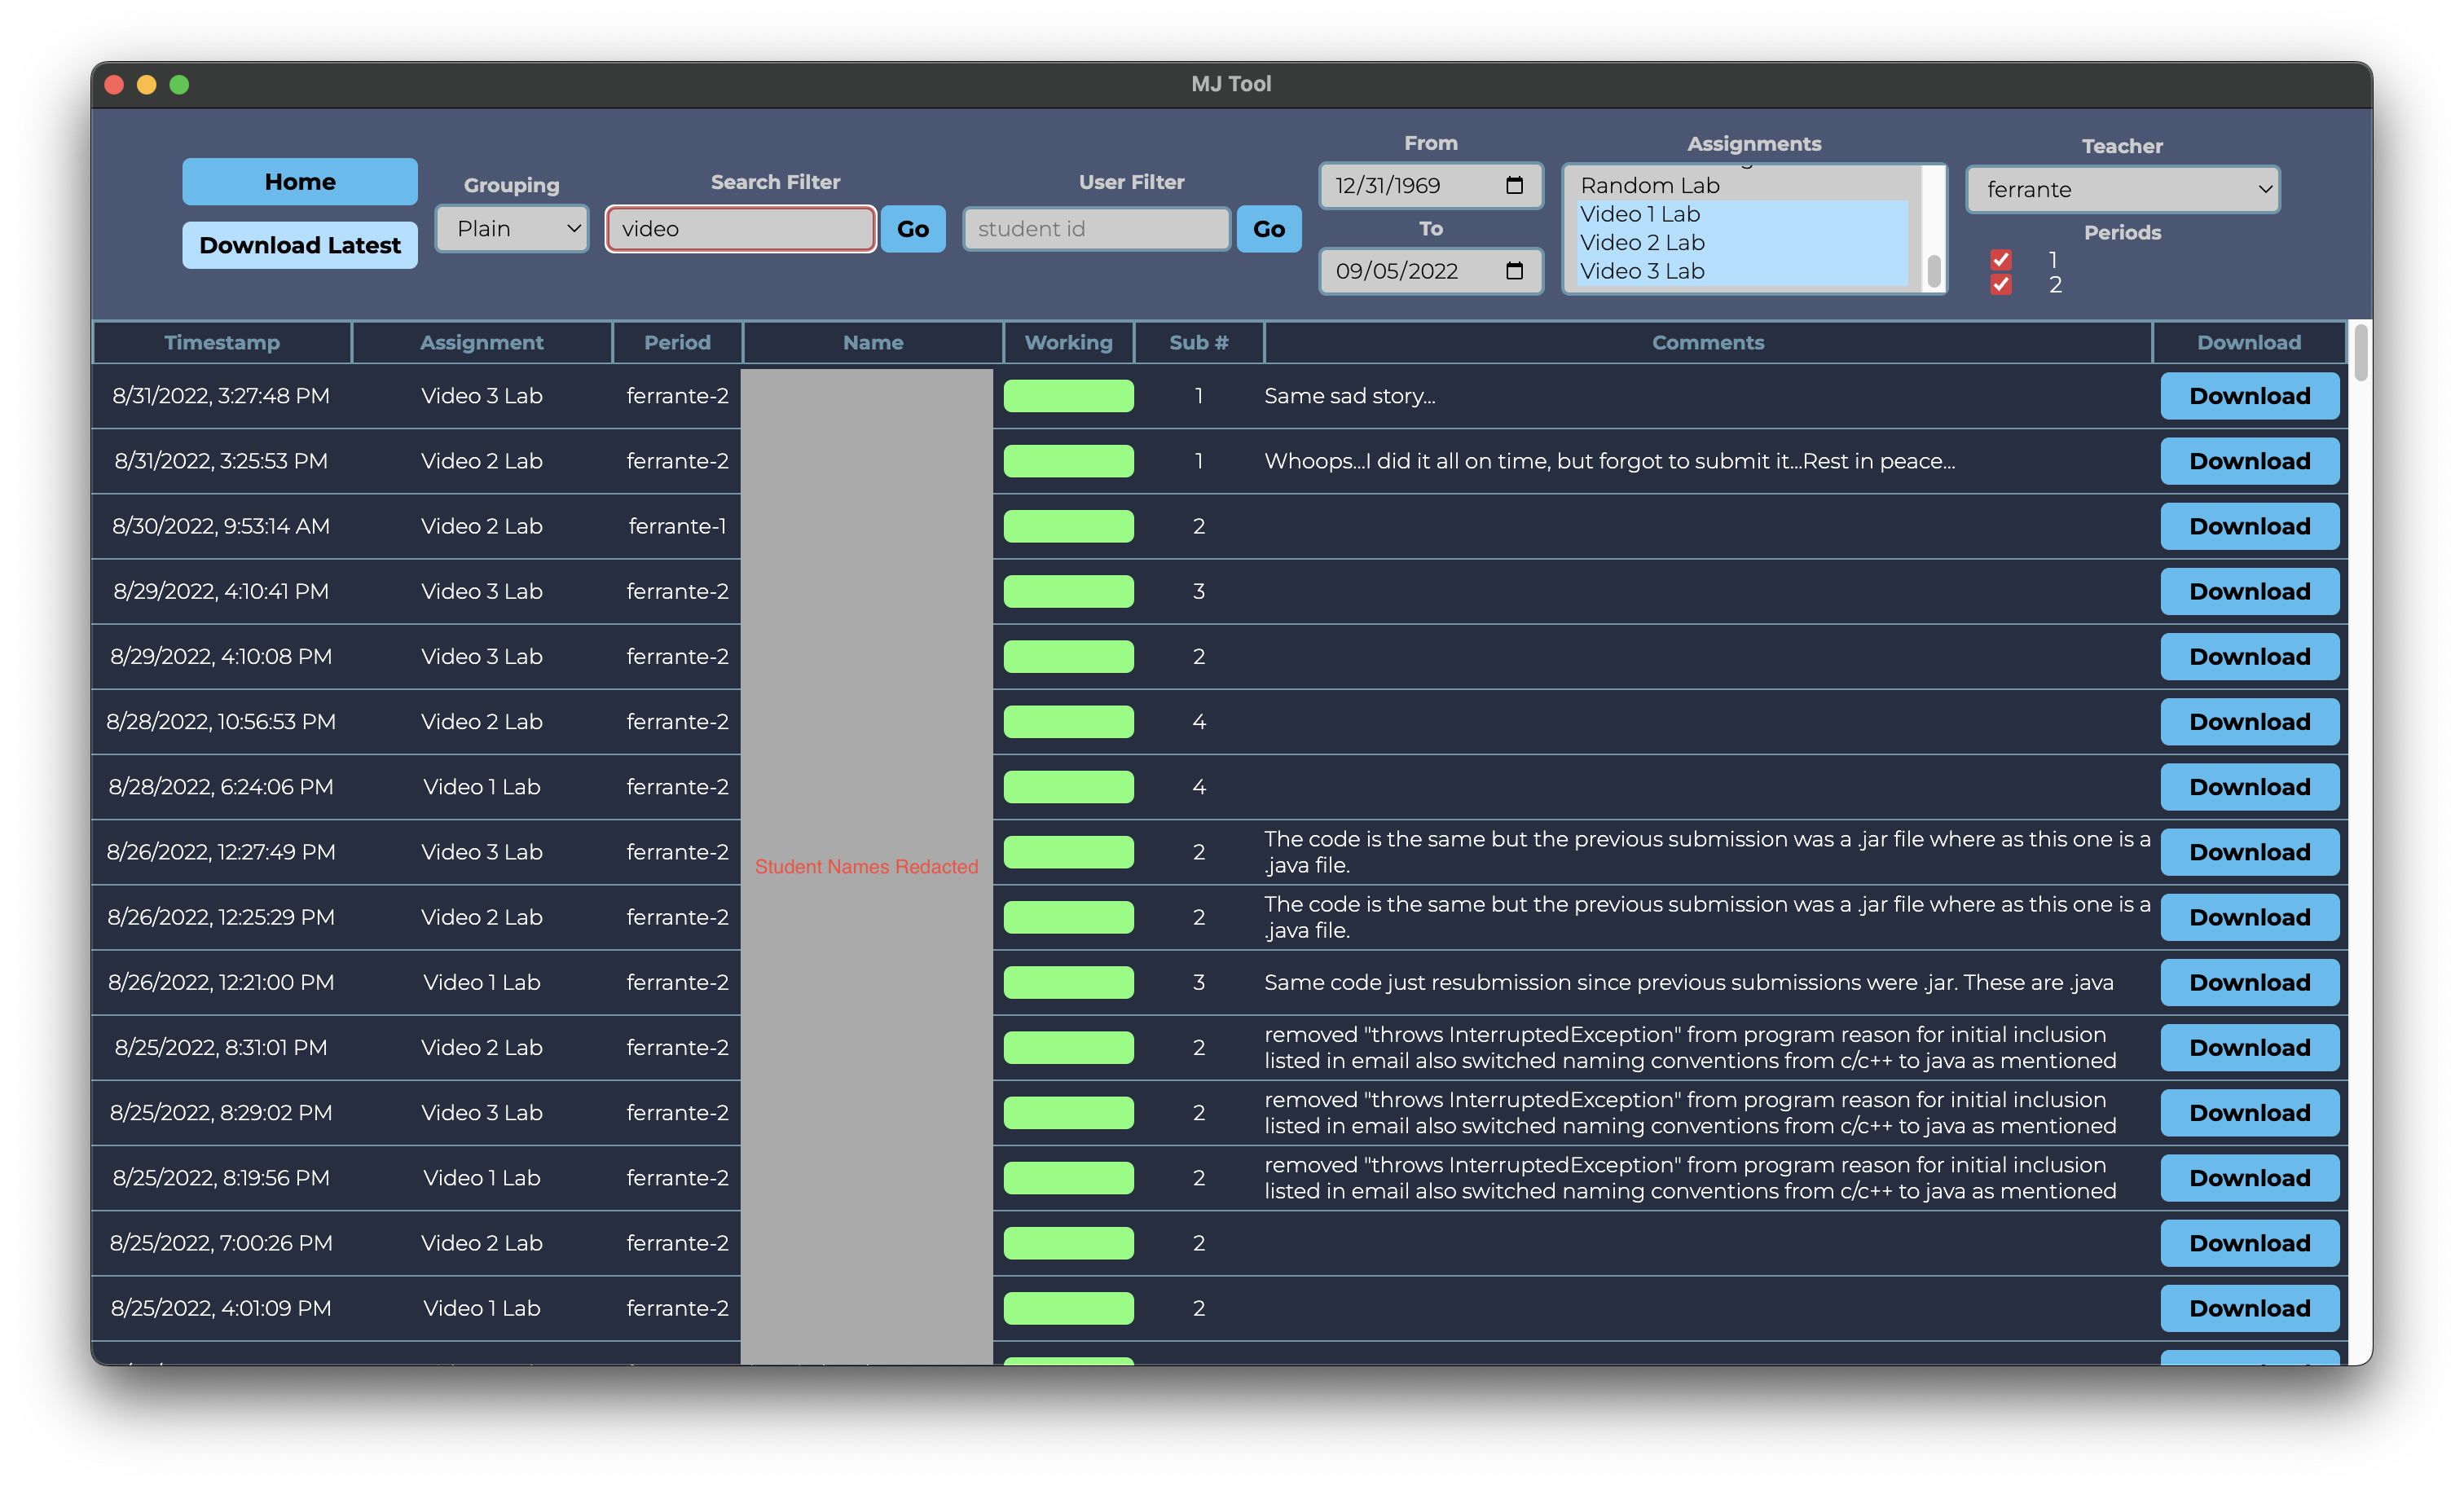 MJ Tool
Home
Download Latest
Grouping
Plain
Search Filter
video
Go
User Filter
student id
Go
From
12/31/1969
To
09/05/2022
Assignments
Random Lab
Video 1 Lab
Video 2 Lab
Video 3 Lab
Teacher
ferrante
Periods
1
2
Timestamp Assignment Period Name Working Sub # Comments Download
8/31/2022, 3:27:48 PM Video 3 Lab ferrante-2 1 Same sad story... Download
8/31/2022, 3:25:53 PM Video 2 Lab ferrante-2 1 Whoops...I did it all on time, but forgot to submit it...Rest in peace... Download
8/30/2022, 9:53:14 AM Video 2 Lab ferrante-1 2 Download
8/29/2022, 4:10:41 PM Video 3 Lab ferrante-2 3 Download
8/29/2022, 4:10:08 PM Video 3 Lab ferrante-2 2 Download
8/28/2022, 10:56:53 PM Video 2 Lab ferrante-2 4 Download
8/28/2022, 6:24:06 PM Video 1 Lab ferrante-2 4 Download
8/26/2022, 12:27:49 PM Video 3 Lab ferrante-2 2 The code is the same but the previous submission was a .jar file where as this one is a
.java file. Download
Student Names Redacted
8/26/2022, 12:25:29 PM Video 2 Lab ferrante-2 2 The code is the same but the previous submission was a .jar file where as this one is a
.java file. Download
8/26/2022, 12:21:00 PM Video 1 Lab ferrante-2 3 Same code just resubmission since previous submissions were .jar. These are .java Download
8/25/2022, 8:31:01 PM Video 2 Lab ferrante-2 2 removed "throws InterruptedException" from program reason for initial inclusion
listed in email also switched naming conventions from c/c++ to java as mentioned Download
8/25/2022, 8:29:02 PM Video 3 Lab ferrante-2 2 removed "throws InterruptedException" from program reason for initial inclusion
listed in email also switched naming conventions from c/c++ to java as mentioned Download
8/25/2022, 8:19:56 PM Video 1 Lab ferrante-2 2 removed "throws InterruptedException" from program reason for initial inclusion
listed in email also switched naming conventions from c/c++ to java as mentioned Download
8/25/2022, 7:00:26 PM Video 2 Lab ferrante-2 2 Download
8/25/2022, 4:01:09 PM Video 1 Lab ferrante-2 2 Download